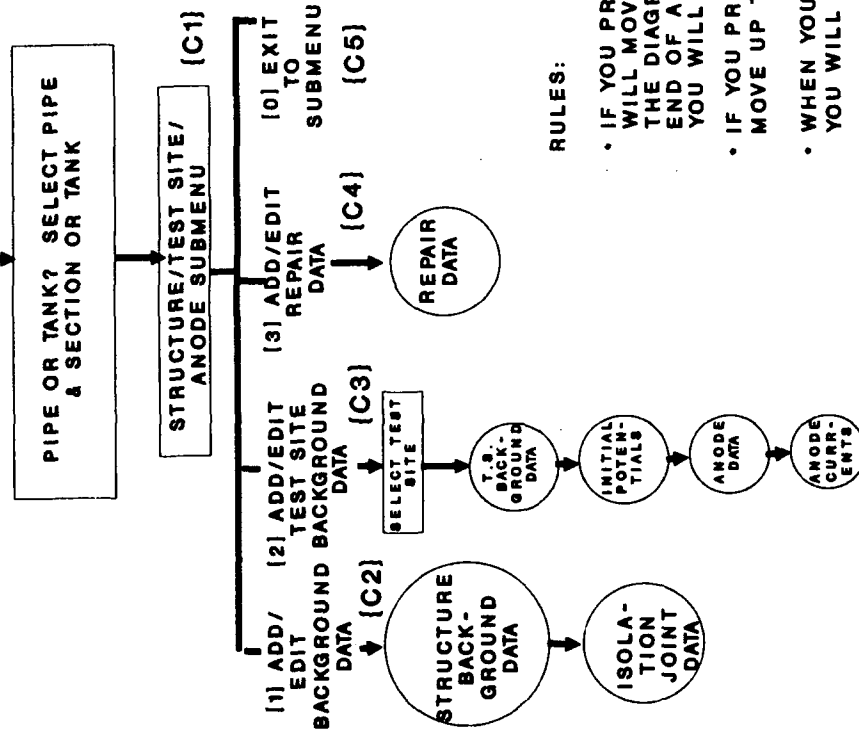 PIPE OR TANK? SELECT PIPE
& SECTION OR TANK
STRUCTURE/TEST SITE/
ANODE SUBMENU
{C1}
[1] ADD/
EDIT
BACKGROUND
DATA
{C2}
STRUCTURE
BACK-
GROUND
DATA
ISOLA-
TION
JOINT
DATA
[2] ADD/EDIT
TEST SITE
BACKGROUND
DATA
{C3}
SELECT TEST
SITE
T.S.
BACK-
GROUND
DATA
INITIAL
POTEN-
TIALS
ANODE
DATA
ANODE
CURR-
ENTS
[3] ADD/EDIT
REPAIR
DATA
{C4}
REPAIR
DATA
[0] EXIT
TO
SUBMENU
{C5}
RULES:
• IF YOU PR
WILL MOV
THE DIAGR
END OF A
YOU WILL
• IF YOU PR
MOVE UP
• WHEN YOU
YOU WILL